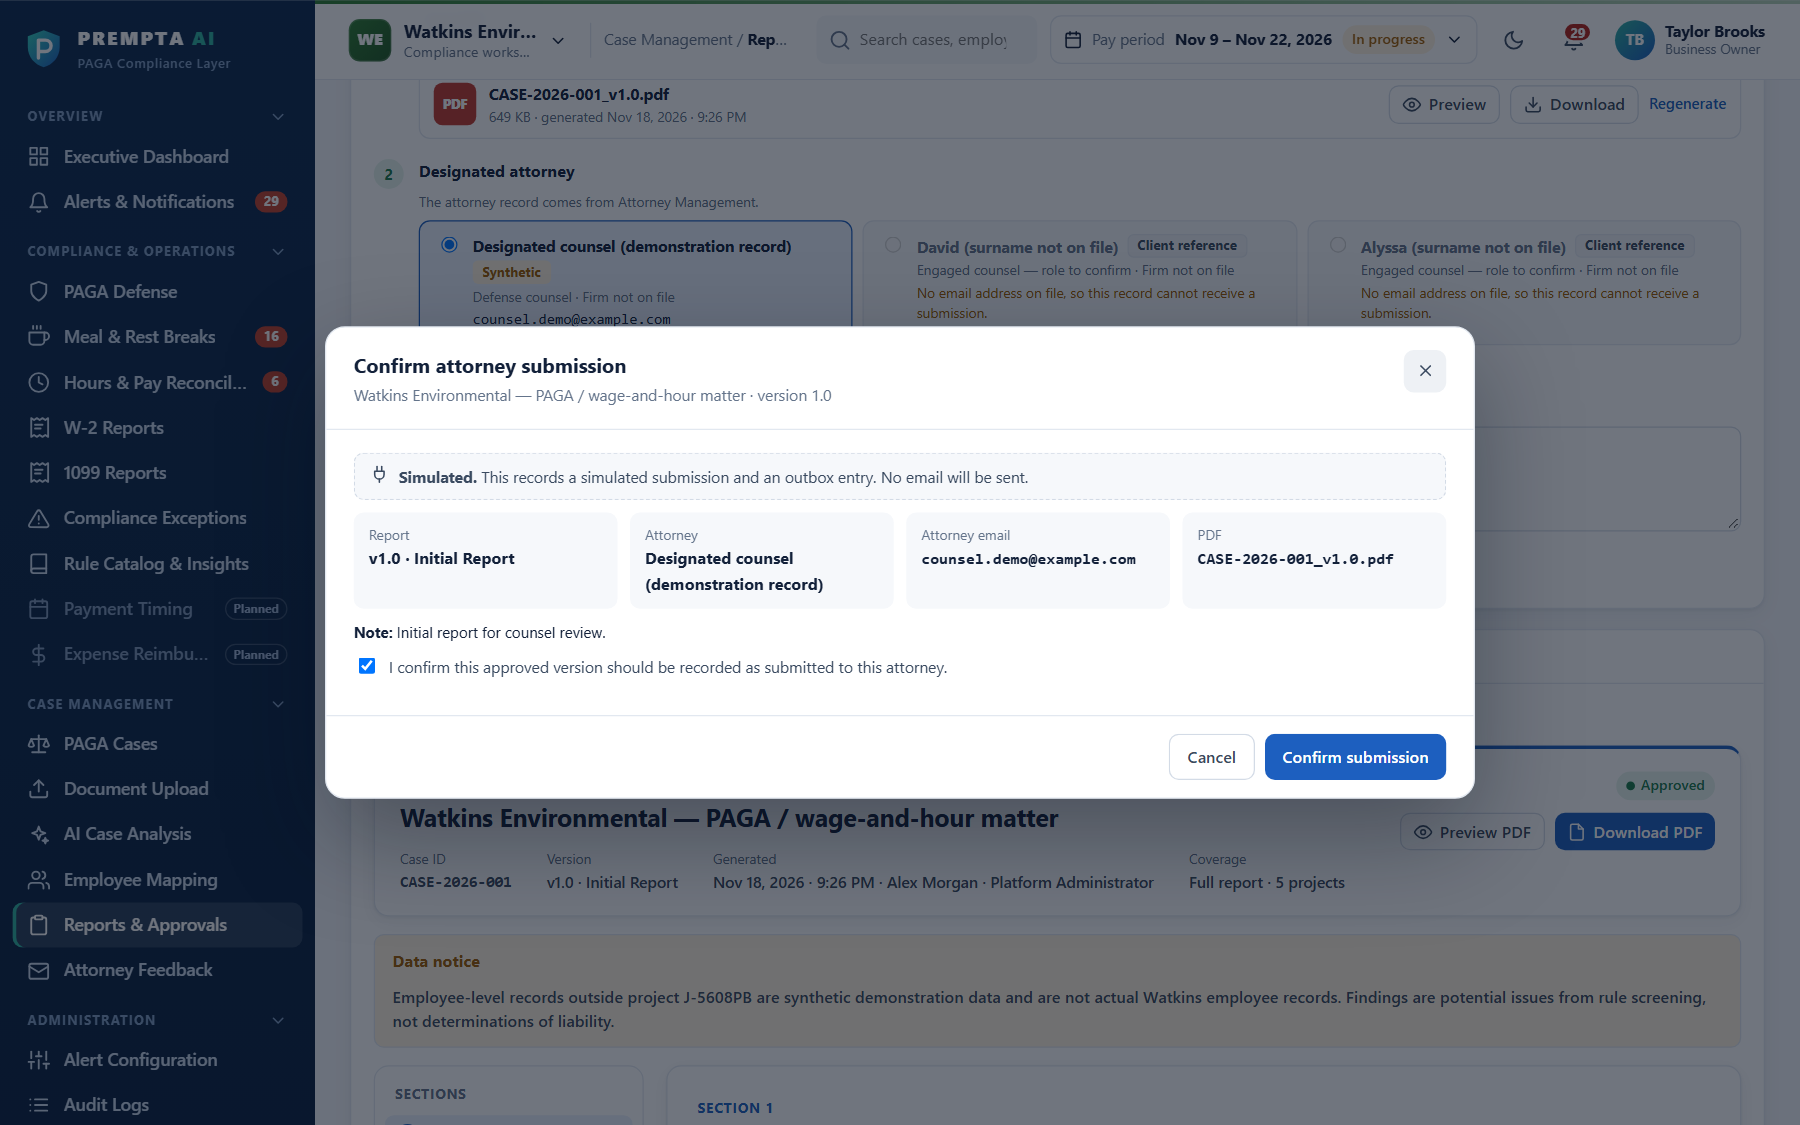 PREMPTA AI
PAGA Compliance Layer
OVERVIEW
Executive Dashboard
Alerts & Notifications 29
COMPLIANCE & OPERATIONS
PAGA Defense
Meal & Rest Breaks 16
Hours & Pay Reconcil... 6
W-2 Reports
1099 Reports
Compliance Exceptions
Rule Catalog & Insights
Payment Timing Planned
Expense Reimbu... Planned
CASE MANAGEMENT
PAGA Cases
Document Upload
AI Case Analysis
Employee Mapping
Reports & Approvals
Attorney Feedback
ADMINISTRATION
Alert Configuration
Audit Logs
WE
Watkins Envir...
Compliance works...
Case Management / Rep...
Search cases, employ
Pay period Nov 9 – Nov 22, 2026 In progress
29
TB
Taylor Brooks
Business Owner
PDF
CASE-2026-001_v1.0.pdf
649 KB · generated Nov 18, 2026 · 9:26 PM
Preview
Download
Regenerate
2
Designated attorney
The attorney record comes from Attorney Management.
Designated counsel (demonstration record)
Synthetic
Defense counsel · Firm not on file
counsel.demo@example.com
David (surname not on file) Client reference
Engaged counsel — role to confirm · Firm not on file
No email address on file, so this record cannot receive a
submission.
Alyssa (surname not on file) Client reference
Engaged counsel — role to confirm · Firm not on file
No email address on file, so this record cannot receive a
submission.
Confirm attorney submission
Watkins Environmental — PAGA / wage-and-hour matter · version 1.0
Simulated. This records a simulated submission and an outbox entry. No email will be sent.
Report
v1.0 · Initial Report
Attorney
Designated counsel
(demonstration record)
Attorney email
counsel.demo@example.com
PDF
CASE-2026-001_v1.0.pdf
Note: Initial report for counsel review.
I confirm this approved version should be recorded as submitted to this attorney.
Cancel
Confirm submission
Approved
Watkins Environmental — PAGA / wage-and-hour matter
Preview PDF
Download PDF
Case ID
CASE-2026-001
Version
v1.0 · Initial Report
Generated
Nov 18, 2026 · 9:26 PM · Alex Morgan · Platform Administrator
Coverage
Full report · 5 projects
Data notice
Employee-level records outside project J-5608PB are synthetic demonstration data and are not actual Watkins employee records. Findings are potential issues from rule screening,
not determinations of liability.
SECTIONS
SECTION 1